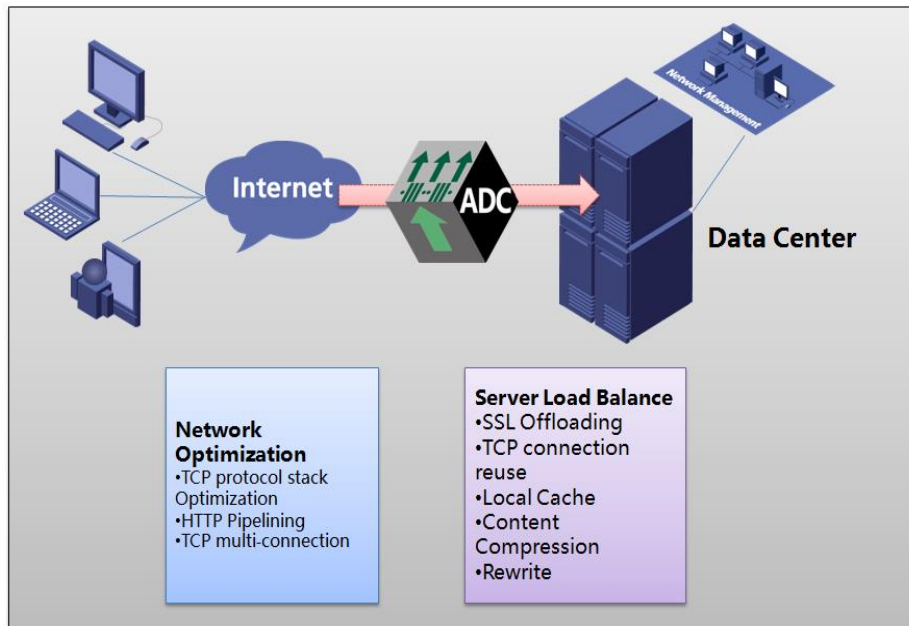 Network Management
Internet
ADC
Data Center
Network
Optimization
•TCP protocol stack
Optimization
•HTTP Pipelining
•TCP multi-connection
Server Load Balance
•SSL Offloading
•TCP connection
reuse
•Local Cache
•Content
Compression
•Rewrite